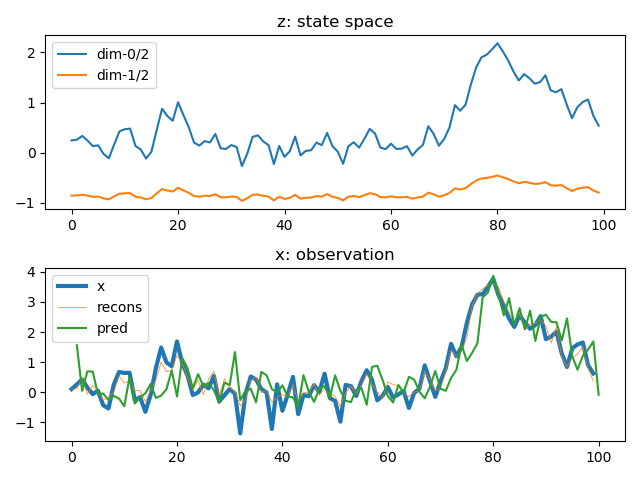 z: state space
dim-0/2
dim-1/2
2
1
0
−1
0 20 40 60 80 100
x: observation
x
recons
pred
4
3
2
1
0
−1
0 20 40 60 80 100